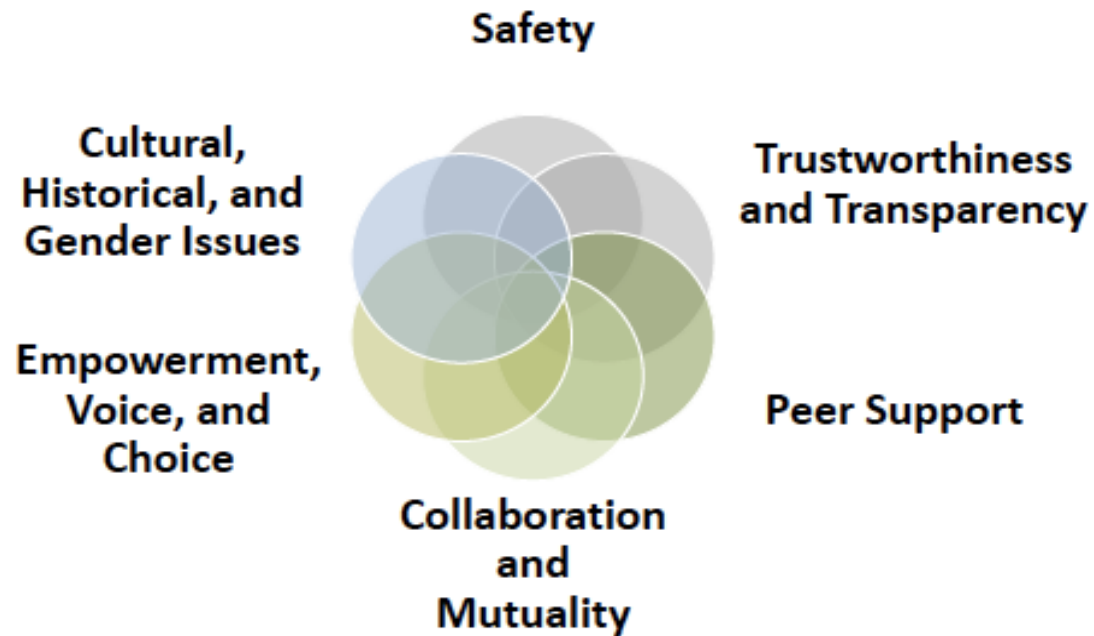 Safety
Cultural,
Historical, and
Gender Issues
Trustworthiness
and Transparency
Empowerment,
Voice, and
Choice
Peer Support
Collaboration
and
Mutuality